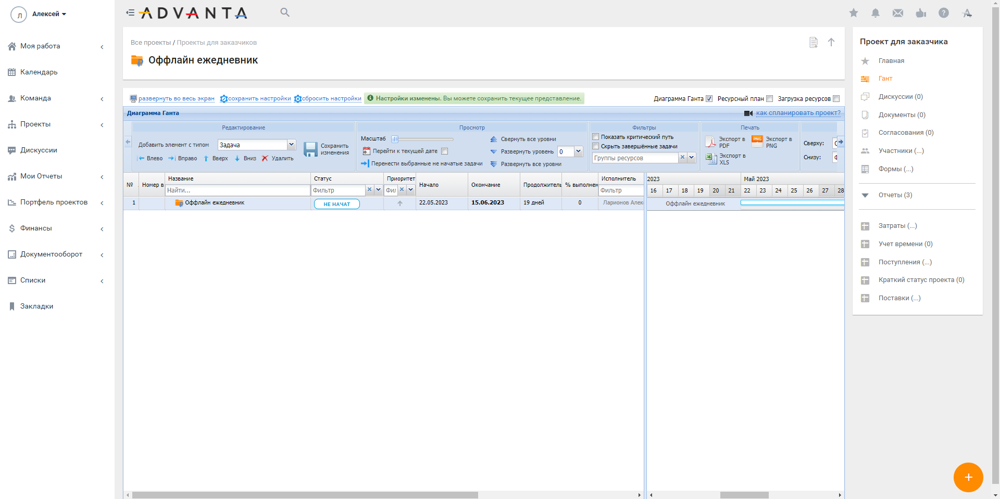 Л
Алексей
Моя работа
Календарь
Команда
Проекты
Дискуссии
Мои Отчеты
Портфель проектов
Финансы
Документооборот
Списки
Закладки
ADVANTA
Все проекты / Проекты для заказчиков
Оффлайн ежедневник
развернуть во весь экран
сохранить настройки
сбросить настройки
Настройки изменены. Вы можете сохранить текущее представление.
Диаграмма Ганта
Ресурсный план
Загрузка ресурсов
Диаграмма Ганта
как спланировать проект?
Редактирование
Добавить элемент с типом
Задача
Влево
Вправо
Вверх
Вниз
Удалить
Сохранить
изменения
Просмотр
Масштаб
Перейти к текущей дате
Перенести выбранные не начатые задачи
Свернуть все уровни
Развернуть уровень
0
Развернуть все уровни
Фильтры
Показать критический путь
Скрыть завершённые задачи
Группы ресурсов
Печать
Экспорт в
PDF
PNG
Экспорт в
PNG
Экспорт в
XLS
Сверху:
Снизу:
№
Номер в
Название
Найти...
Статус
Фильтр
Приоритет
Фил
Начало
Окончание
Продолжитель
% выполнен
Исполнитель
Фильтр
2023
Май 2023
16 17 18 19 20 21 22 23 24 25 26 27 28
1
Оффлайн ежедневник
НЕ НАЧАТ
22.05.2023
15.06.2023
19 дней
0
Ларионов Алек
Оффлайн ежедневник
Проект для заказчика
Главная
Гант
Дискуссии (0)
Документы (0)
Согласования (0)
Участники (...)
Формы (...)
Отчеты (3)
Затраты (...)
Учет времени (0)
Поступления (...)
Краткий статус проекта (0)
Поставки (...)